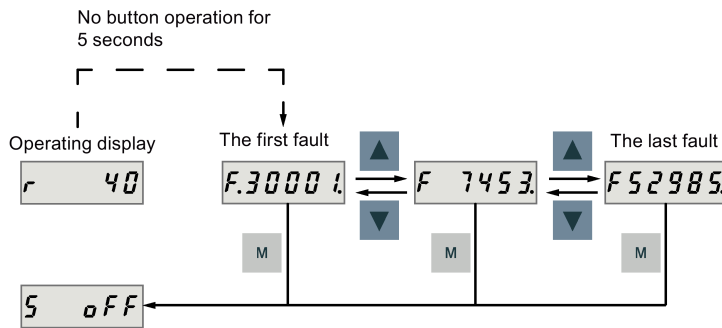 No button operation for
5 seconds
Operating display
The first fault
The last fault
r 40
F.30001.
F 7453.
F52985.
M
M
M
S oFF